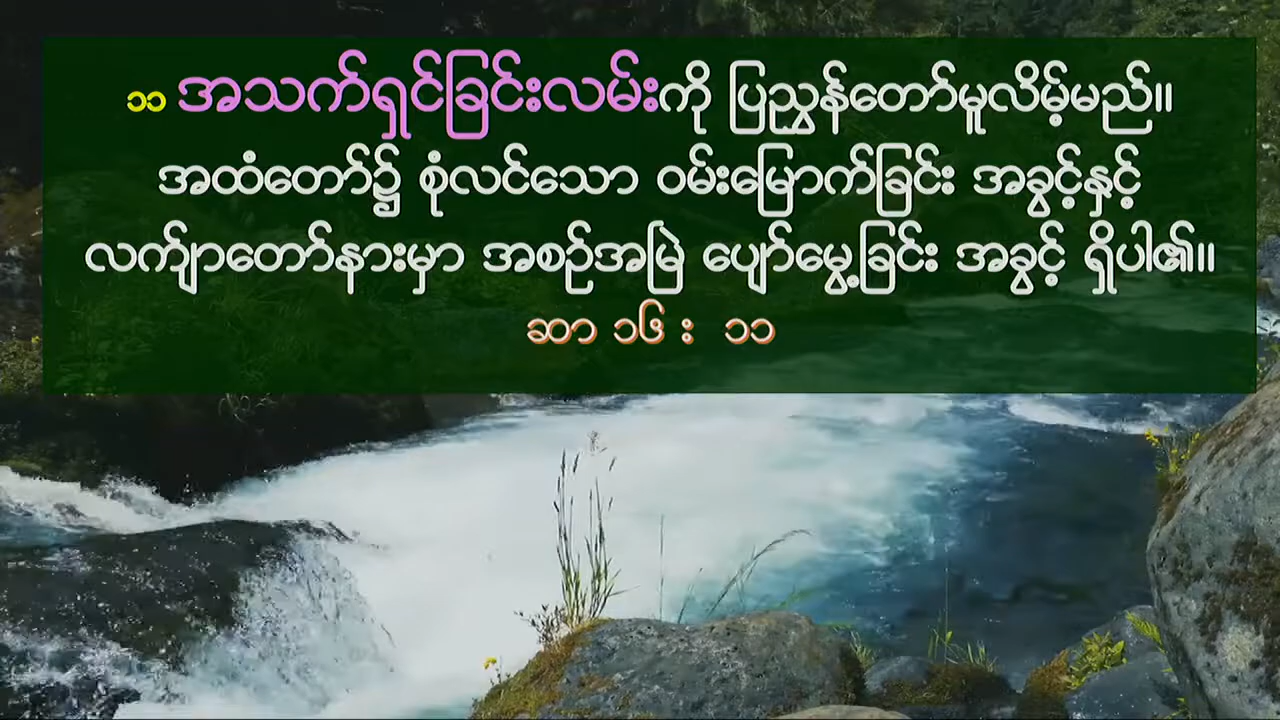 ၁၁ အသက်ရှင်ခြင်းလမ်းကို ပြညွှန်တော်မူလိမ့်မည်။
အထံတော်၌ စုံလင်သော ဝမ်းမြောက်ခြင်း အခွင့်နှင့်
လက်ျာတော်နားမှာ အစဉ်အမြဲ ပျော်မွေ့ခြင်း အခွင့် ရှိပါ၏။
ဆာ ၁၆ း ၁၁